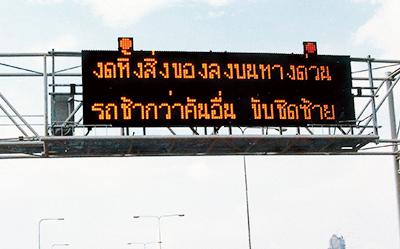 งดทิ้งสิ่งของลงบนทางด่วน
รถช้ากว่าคันอื่น ขับชิดซ้าย